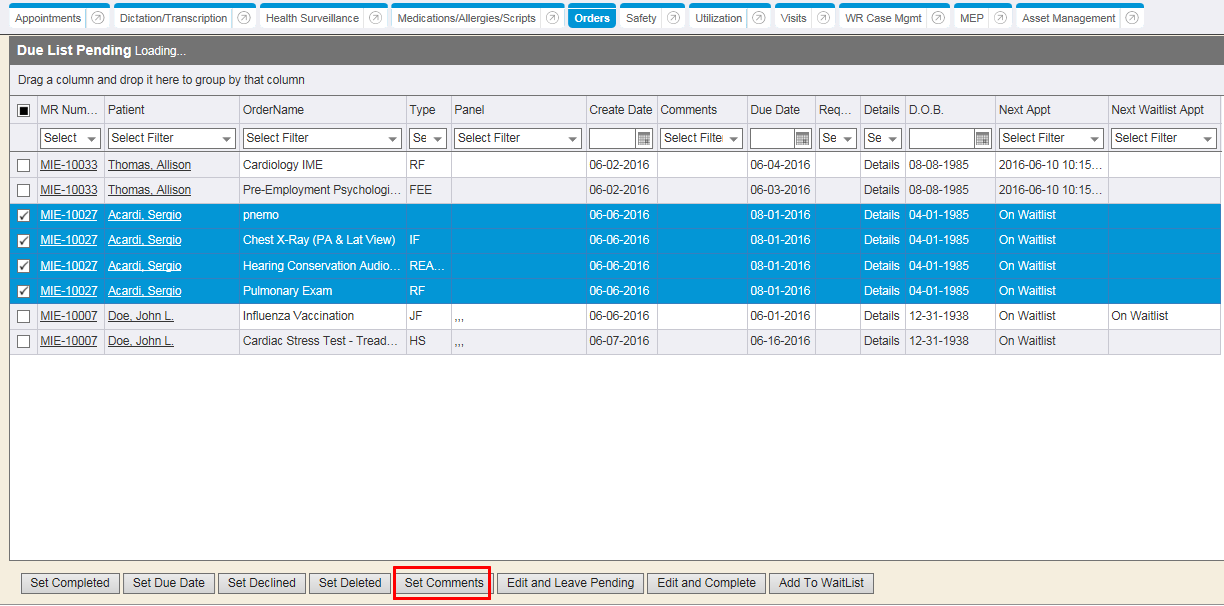 Appointments Dictation/Transcription Health Surveillance Medications/Allergies/Scripts Orders Safety Utilization Visits WR Case Mgmt MEP Asset Management
Due List Pending Loading...
Drag a column and drop it here to group by that column
MR Num... Patient OrderName Type Panel Create Date Comments Due Date Req... Details D.O.B. Next Appt Next Waitlist Appt
Select Select Filter Select Filter Se Select Filter Select Filte Se Se Select Filter Select Filter
MIE-10033 Thomas, Allison Cardiology IME RF 06-02-2016 06-04-2016 Details 08-08-1985 2016-06-10 10:15...
MIE-10033 Thomas, Allison Pre-Employment Psychologi... FEE 06-02-2016 06-03-2016 Details 08-08-1985 2016-06-10 10:15...
MIE-10027 Acardi, Sergio pnemo 06-06-2016 08-01-2016 Details 04-01-1985 On Waitlist
MIE-10027 Acardi, Sergio Chest X-Ray (PA & Lat View) IF 06-06-2016 08-01-2016 Details 04-01-1985 On Waitlist
MIE-10027 Acardi, Sergio Hearing Conservation Audio... REA... 06-06-2016 08-01-2016 Details 04-01-1985 On Waitlist
MIE-10027 Acardi, Sergio Pulmonary Exam RF 06-06-2016 08-01-2016 Details 04-01-1985 On Waitlist
MIE-10007 Doe, John L. Influenza Vaccination JF ,,, 06-06-2016 06-01-2016 Details 12-31-1938 On Waitlist On Waitlist
MIE-10007 Doe, John L. Cardiac Stress Test - Tread... HS ,,, 06-07-2016 06-16-2016 Details 12-31-1938 On Waitlist
Set Completed Set Due Date Set Declined Set Deleted Set Comments Edit and Leave Pending Edit and Complete Add To WaitList